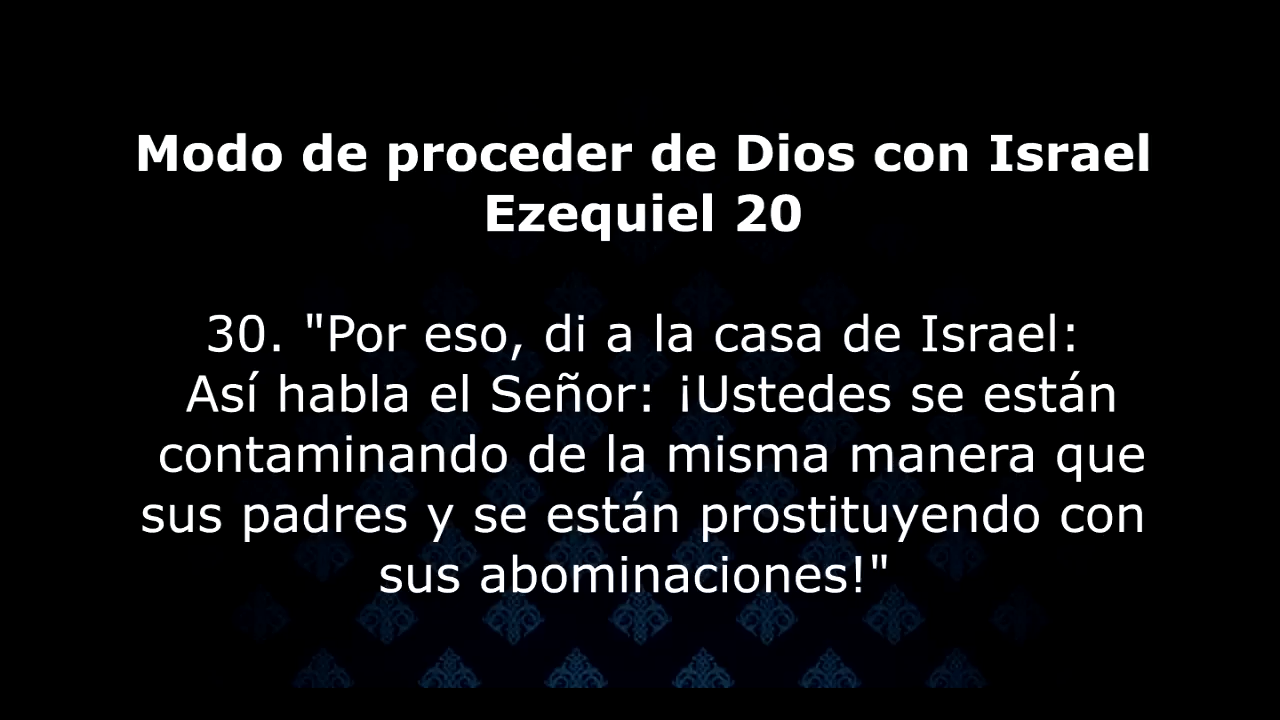 Modo de proceder de Dios con Israel
Ezequiel 20
30. "Por eso, di a la casa de Israel:
Así habla el Señor: ¡Ustedes se están
contaminando de la misma manera que
sus padres y se están prostituyendo con
sus abominaciones!"